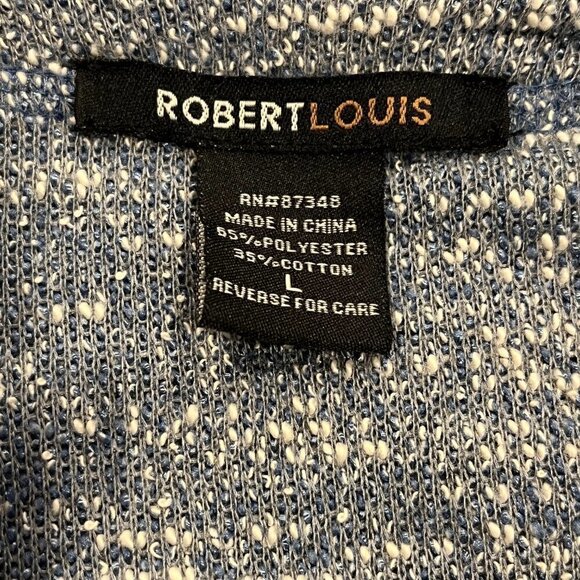 ROBERTLOUIS
RN#87348
MADE IN CHINA
65%POLYESTER
35%COTTON
L
REVERSE FOR CARE